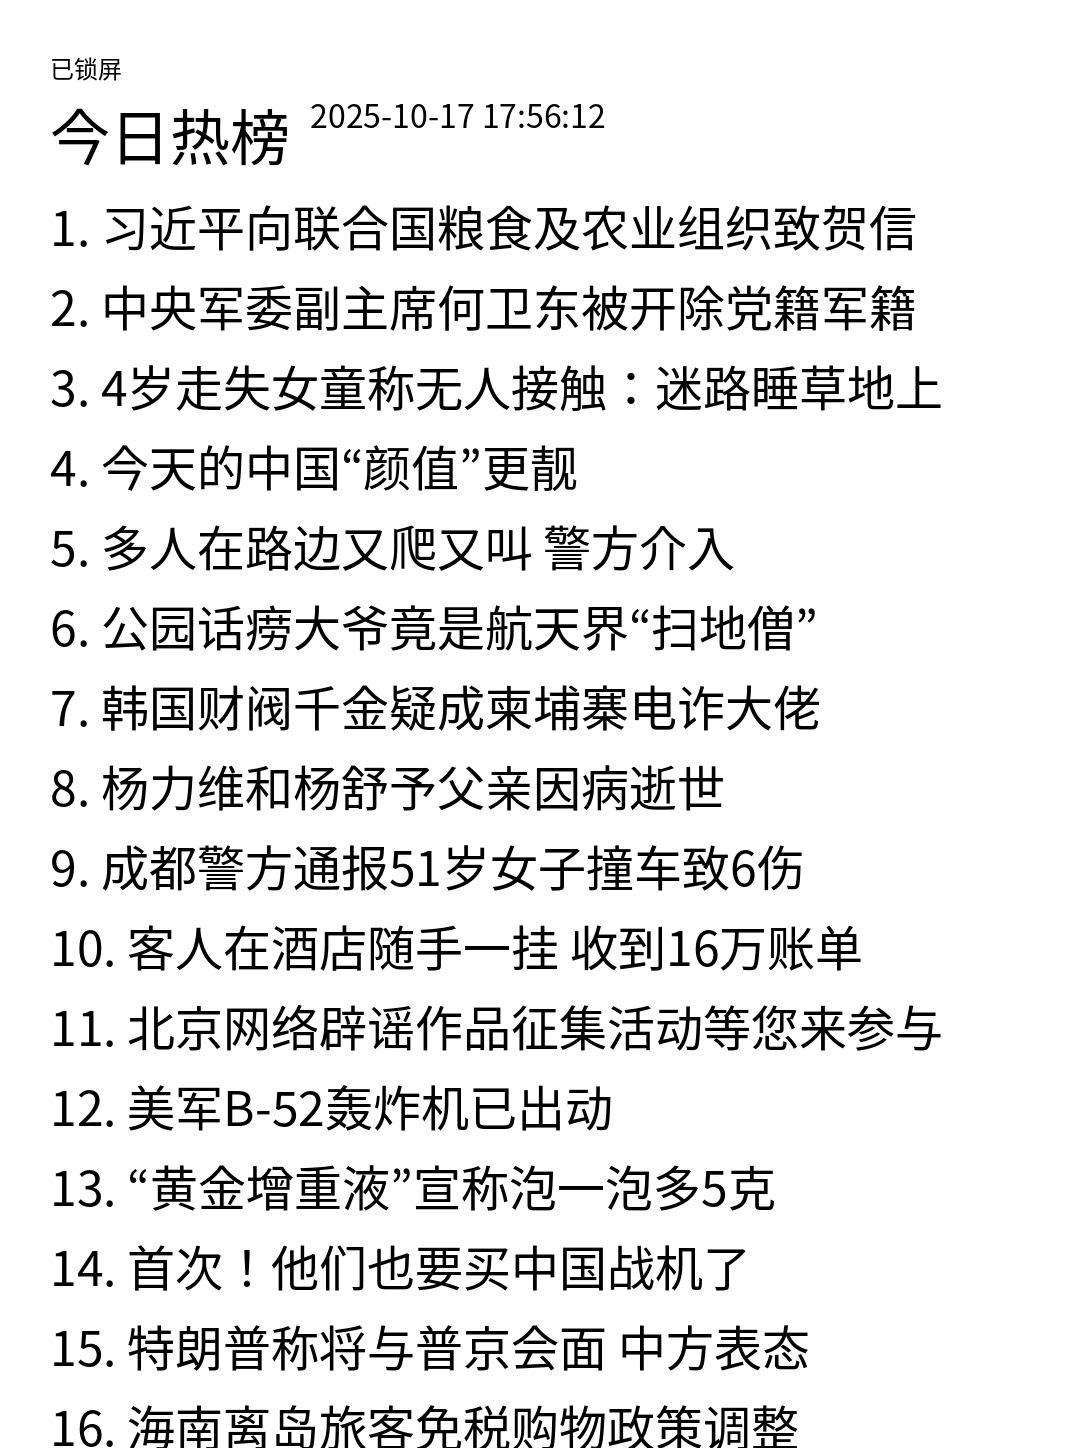 已锁屏
今日热榜 2025-10-17 17:56:12
1. 习近平向联合国粮食及农业组织致贺信
2. 中央军委副主席何卫东被开除党籍军籍
3. 4岁走失女童称无人接触：迷路睡草地上
4. 今天的中国“颜值”更靓
5. 多人在路边又爬又叫 警方介入
6. 公园话痨大爷竟是航天界“扫地僧”
7. 韩国财阀千金疑成柬埔寨电诈大佬
8. 杨力维和杨舒予父亲因病逝世
9. 成都警方通报51岁女子撞车致6伤
10. 客人在酒店随手一挂 收到16万账单
11. 北京网络辟谣作品征集活动等您来参与
12. 美军B-52轰炸机已出动
13. “黄金增重液”宣称泡一泡多5克
14. 首次！他们也要买中国战机了
15. 特朗普称将与普京会面 中方表态
16. 海南离岛旅客免税购物政策调整